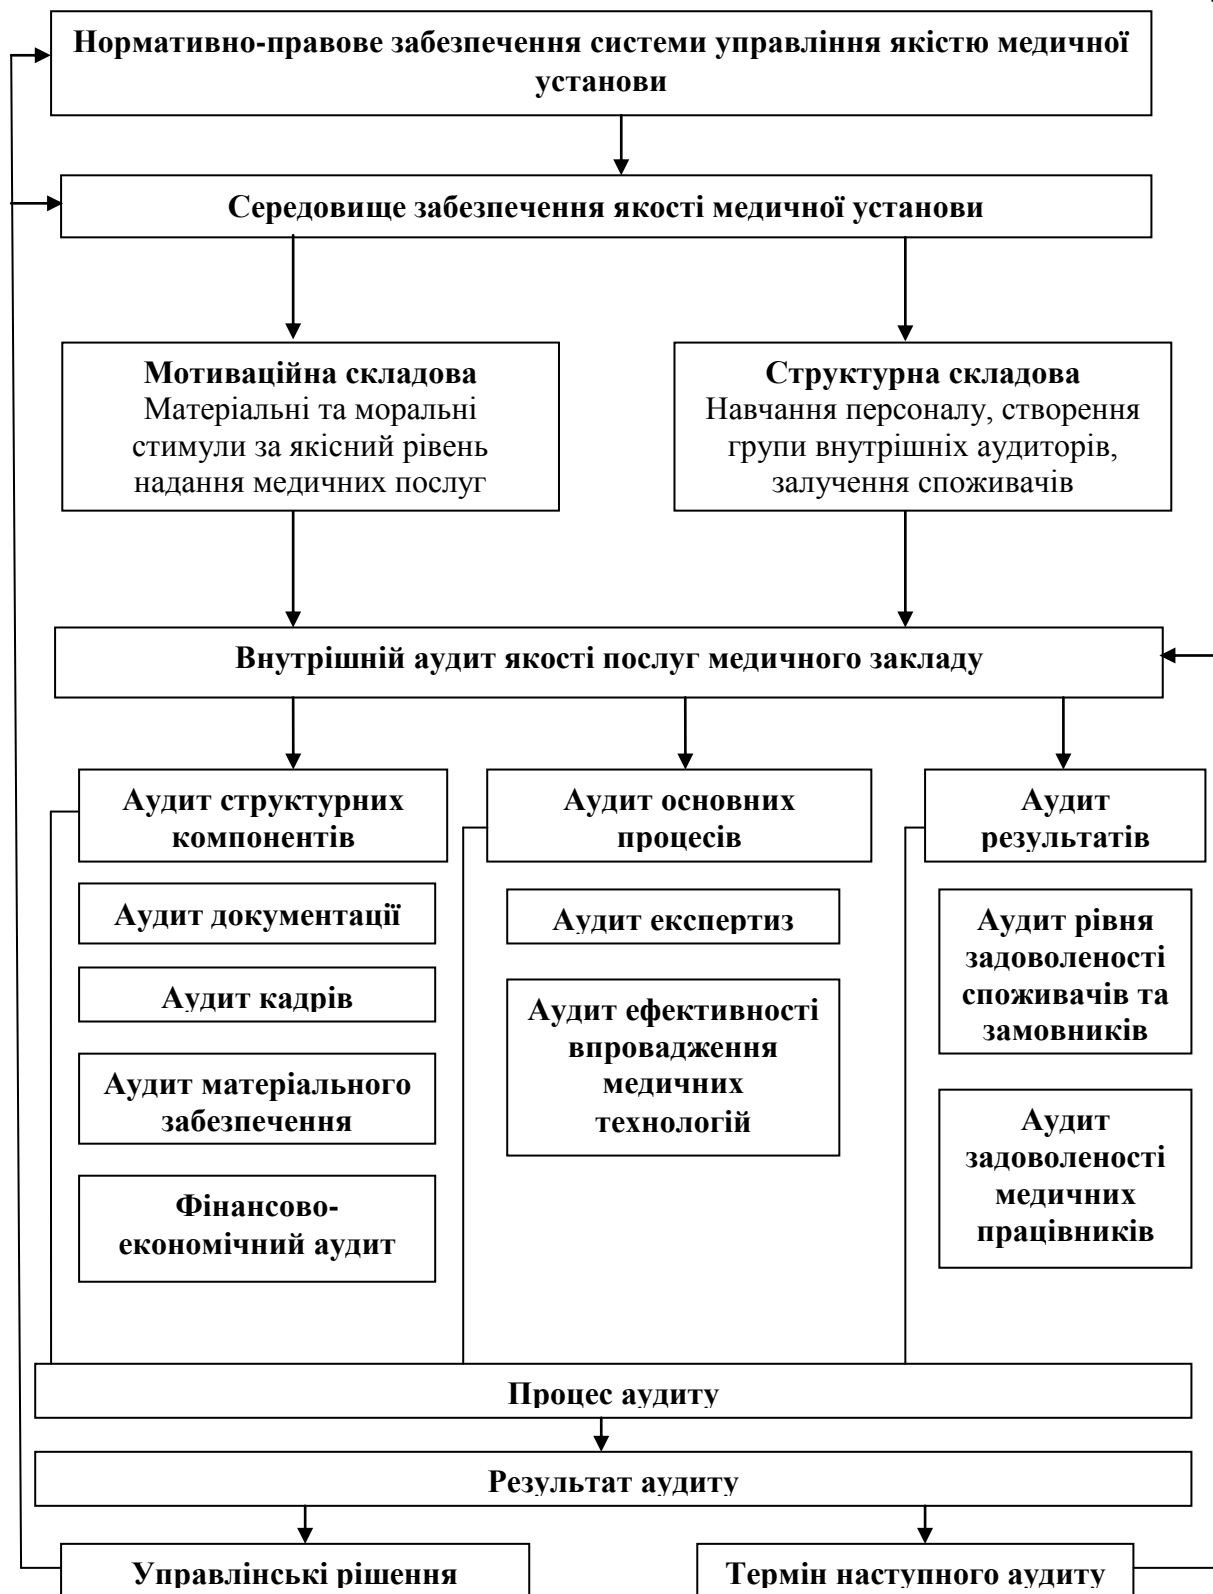 Нормативно-правове забезпечення системи управління якістю медичної
установи
Середовище забезпечення якості медичної установи
Мотиваційна складова
Матеріальні та моральні
стимули за якісний рівень
надання медичних послуг
Структурна складова
Навчання персоналу, створення
групи внутрішніх аудиторів,
залучення споживачів
Внутрішній аудит якості послуг медичного закладу
Аудит структурних
компонентів
Аудит документації
Аудит кадрів
Аудит матеріального
забезпечення
Фінансово-
економічний аудит
Аудит основних
процесів
Аудит експертиз
Аудит ефективності
впровадження
медичних
технологій
Аудит
результатів
Аудит рівня
задоволеності
споживачів та
замовників
Аудит
задоволеності
медичних
працівників
Процес аудиту
Результат аудиту
Управлінські рішення
Термін наступного аудиту